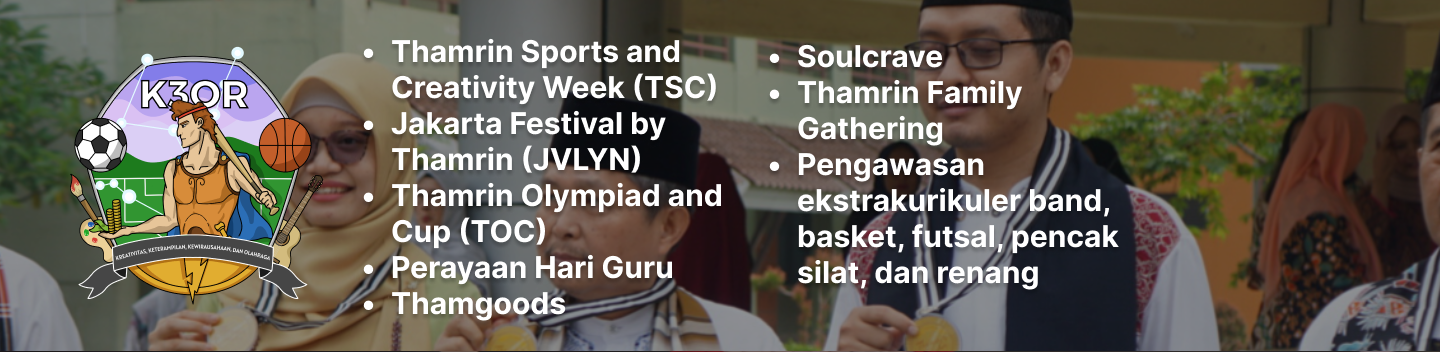 K3OR
KREATIVITAS, KETERAMPILAN, KEWIRAUSAHAAN, DAN OLAHRAGA
• Thamrin Sports and
Creativity Week (TSC)
• Jakarta Festival by
Thamrin (JVLYN)
• Thamrin Olympiad and
Cup (TOC)
• Perayaan Hari Guru
• Thamgoods
• Soulcrave
• Thamrin Family
Gathering
• Pengawasan
ekstrakurikuler band,
basket, futsal, pencak
silat, dan renang